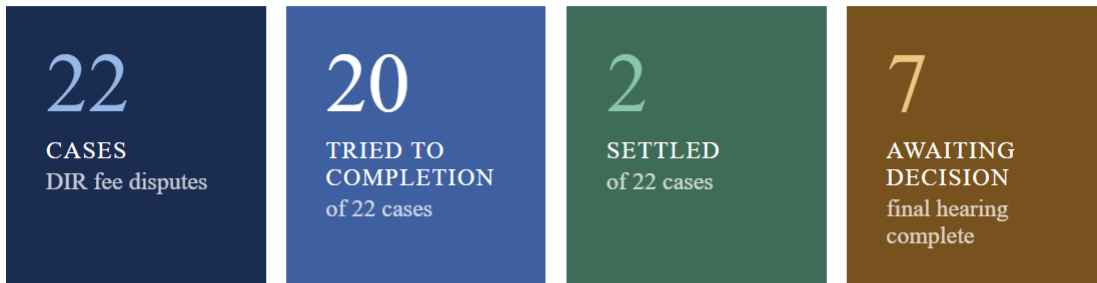 22
CASES
DIR fee disputes
20
TRIED TO
COMPLETION
of 22 cases
2
SETTLED
of 22 cases
7
AWAITING
DECISION
final hearing
complete